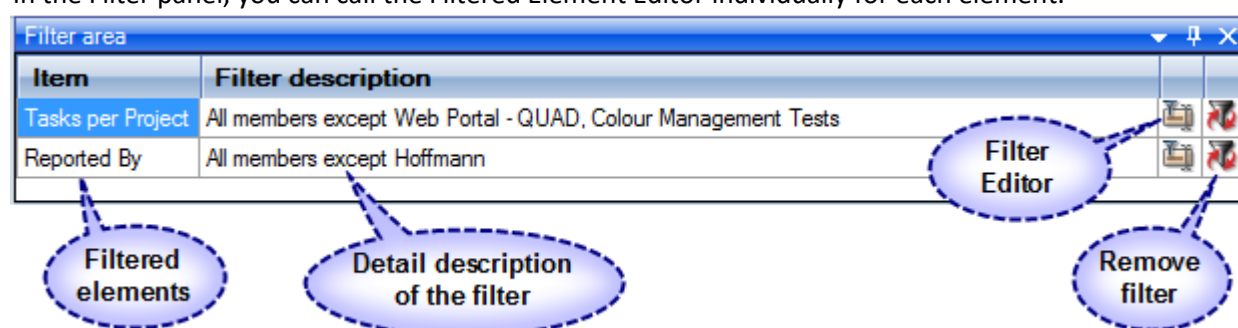 In the Filter panel, you can call the Filtered Element Editor individually for each element.
Filter area
Item Filter description
Tasks per Project All members except Web Portal - QUAD, Colour Management Tests
Reported By All members except Hoffmann
Filter
Editor
Filtered
elements
Detail description
of the filter
Remove
filter